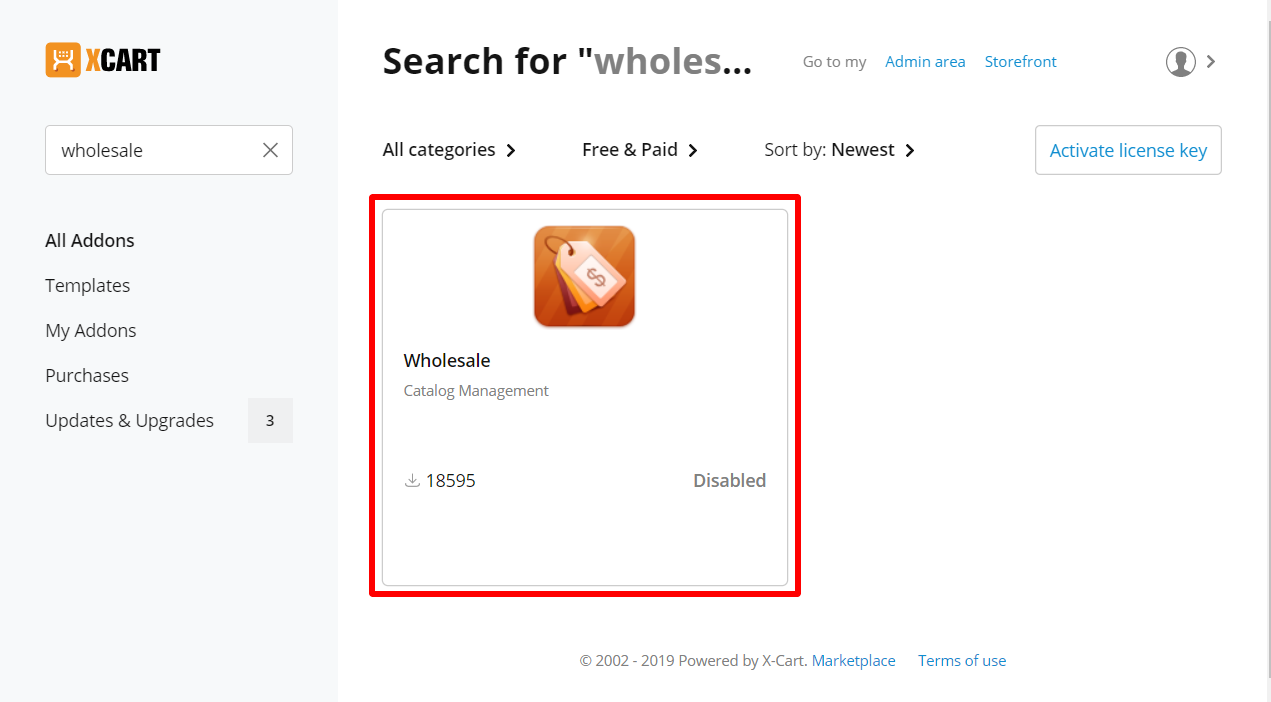 XCART
Search for "wholes...
Go to my Admin area Storefront
wholesale
All categories Free & Paid Sort by: Newest Activate license key
All Addons
Templates
My Addons
Purchases
Updates & Upgrades 3
$
Wholesale
Catalog Management
18595 Disabled
© 2002 - 2019 Powered by X-Cart. Marketplace Terms of use